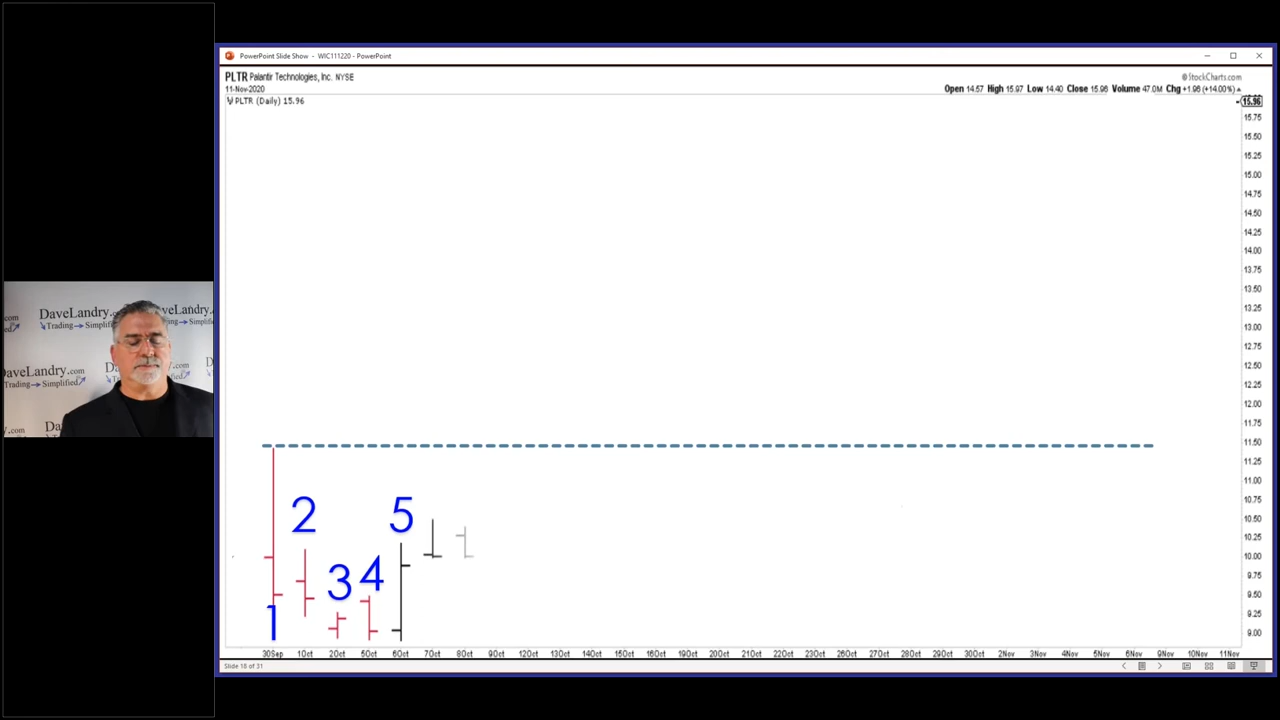 PowerPoint Slide Show - WIC111220 - PowerPoint
PLTR Palantir Technologies, Inc. NYSE
© StockCharts.com
11-Nov-2020
Open 14.57 High 15.97 Low 14.40 Close 15.96 Volume 47.0M Chg +1.96 (+14.00%)
PLTR (Daily) 15.96
15.96
15.75
15.50
15.25
15.00
14.75
14.50
14.25
14.00
13.75
13.50
13.25
13.00
12.75
12.50
12.25
12.00
11.75
11.50
11.25
11.00
10.75
10.50
10.25
10.00
9.75
9.50
9.25
9.00
1
2
3
4
5
30Sep 1Oct 2Oct 5Oct 6Oct 7Oct 8Oct 9Oct 12Oct 13Oct 14Oct 15Oct 16Oct 19Oct 20Oct 21Oct 22Oct 23Oct 26Oct 27Oct 28Oct 29Oct 30Oct 2Nov 3Nov 4Nov 5Nov 6Nov 9Nov 10Nov 11Nov
Slide 18 of 31
.com
DaveLandry.
Trading Simplifi
aveLandry.
ing Simplifi
veLandry.com
Trading Simplified